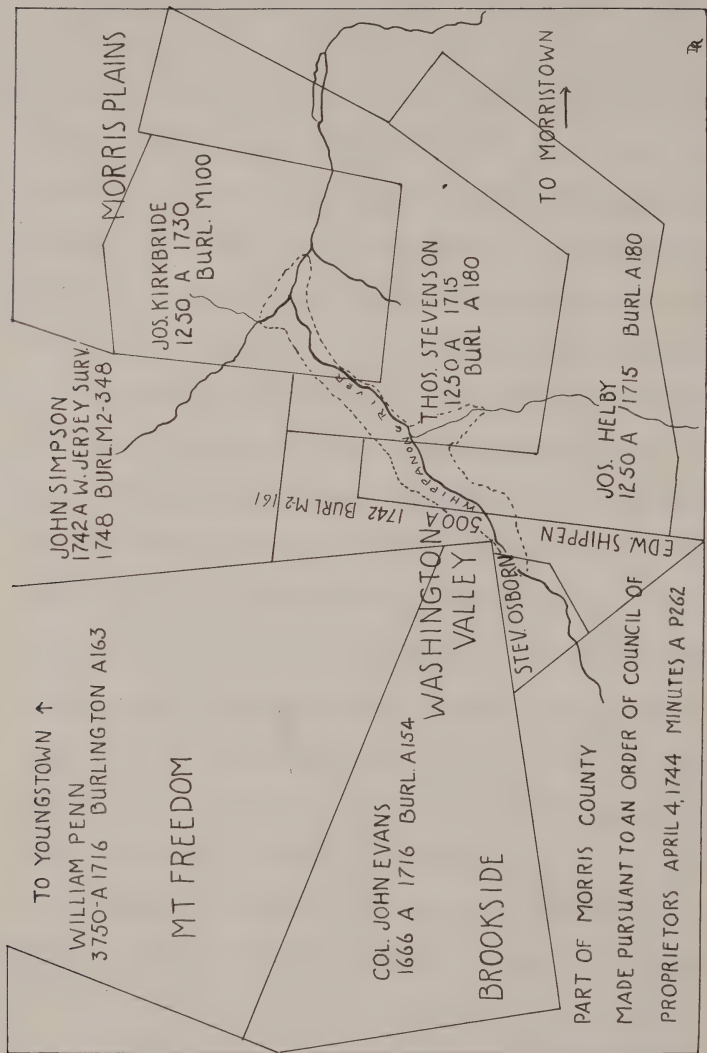 TO YOUNGSTOWN ↑
WILLIAM PENN
3750-A 1716 BURLINGTON A163
MT FREEDOM
JOHN SIMPSON
1742 A W. JERSEY SURV.
1748 BURL. M2-348
MORRIS PLAINS
JOS. KIRKBRIDE
1250 A 1730
BURL. M100
COL. JOHN EVANS
1666 A 1716 BURL. A154
BROOKSIDE
WASHINGTON
VALLEY
500 A 1742 BURL M2 161
WHIPPANONG RIVER
THOS. STEVENSON
1250 A 1715
BURL A 180
TO MORRISTOWN
→
STEV. OSBORN
EDW. SHIPPEN
JOS. HELBY
1250 A 1715 BURL. A180
PART OF MORRIS COUNTY
MADE PURSUANT TO AN ORDER OF COUNCIL OF
PROPRIETORS APRIL 4, 1744 MINUTES A P262